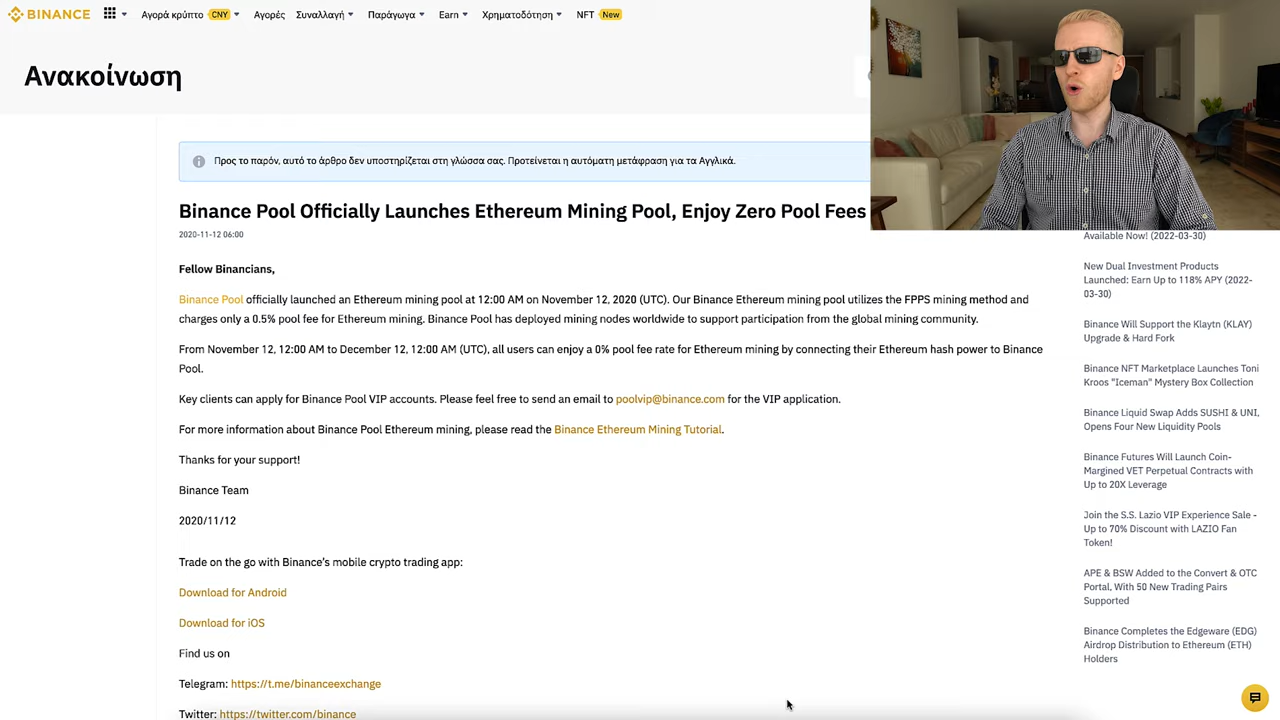 BINANCE
Αγορά κρύπτο CNY Αγορές Συναλλαγή Παράγωγα Earn Χρηματοδότηση NFT New
Ανακοίνωση
Προς το παρόν, αυτό το άρθρο δεν υποστηρίζεται στη γλώσσα σας. Προτείνεται η αυτόματη μετάφραση για τα Αγγλικά.
Binance Pool Officially Launches Ethereum Mining Pool, Enjoy Zero Pool Fees
2020-11-12 06:00
Fellow Binancians,
Binance Pool officially launched an Ethereum mining pool at 12:00 AM on November 12, 2020 (UTC). Our Binance Ethereum mining pool utilizes the FPPS mining method and
charges only a 0.5% pool fee for Ethereum mining. Binance Pool has deployed mining nodes worldwide to support participation from the global mining community.
From November 12, 12:00 AM to December 12, 12:00 AM (UTC), all users can enjoy a 0% pool fee rate for Ethereum mining by connecting their Ethereum hash power to Binance
Pool.
Key clients can apply for Binance Pool VIP accounts. Please feel free to send an email to poolvip@binance.com for the VIP application.
For more information about Binance Pool Ethereum mining, please read the Binance Ethereum Mining Tutorial.
Thanks for your support!
Binance Team
2020/11/12
Trade on the go with Binance’s mobile crypto trading app:
Download for Android
Download for iOS
Find us on
Telegram: https://t.me/binanceexchange
Twitter: https://twitter.com/binance
Available Now! (2022-03-30)
New Dual Investment Products
Launched: Earn Up to 118% APY (2022-
03-30)
Binance Will Support the Klaytn (KLAY)
Upgrade & Hard Fork
Binance NFT Marketplace Launches Toni
Kroos "Iceman" Mystery Box Collection
Binance Liquid Swap Adds SUSHI & UNI,
Opens Four New Liquidity Pools
Binance Futures Will Launch Coin-
Margined VET Perpetual Contracts with
Up to 20X Leverage
Join the S.S. Lazio VIP Experience Sale -
Up to 70% Discount with LAZIO Fan
Token!
APE & BSW Added to the Convert & OTC
Portal, With 50 New Trading Pairs
Supported
Binance Completes the Edgeware (EDG)
Airdrop Distribution to Ethereum (ETH)
Holders